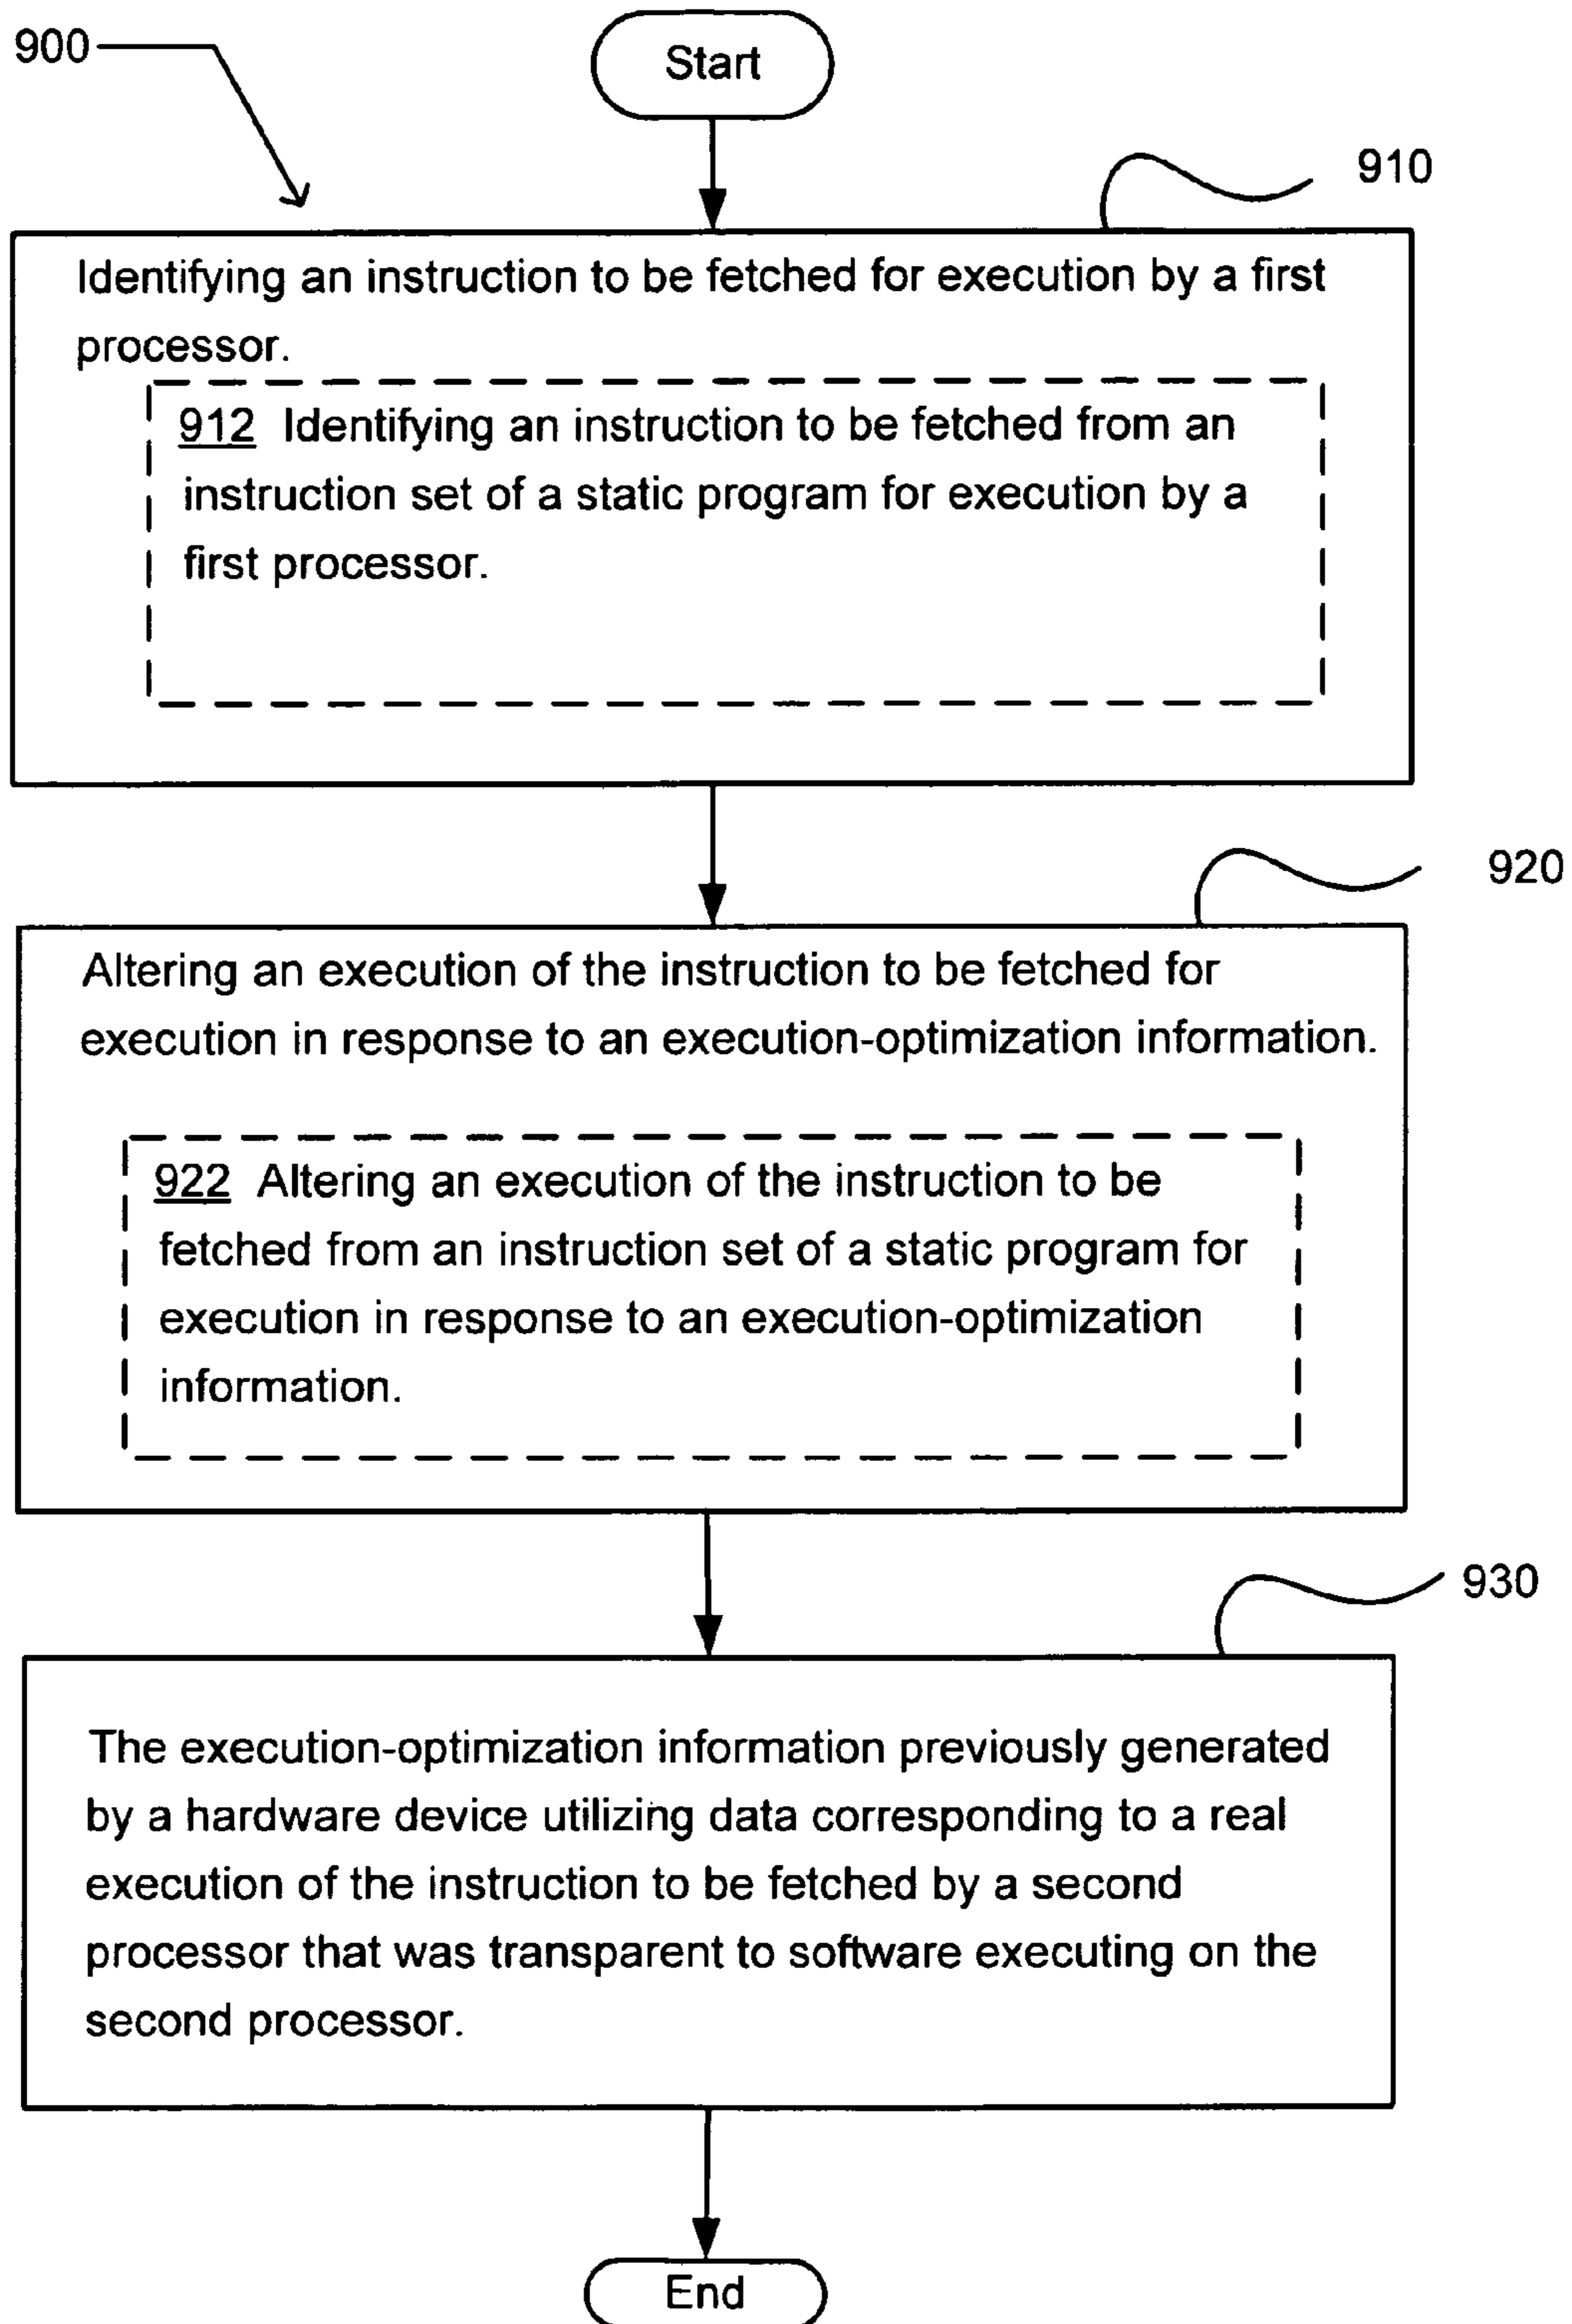 900
Start
910
Identifying an instruction to be fetched for execution by a first
processor.
912 Identifying an instruction to be fetched from an
instruction set of a static program for execution by a
first processor.
920
Altering an execution of the instruction to be fetched for
execution in response to an execution-optimization information.
922 Altering an execution of the instruction to be
fetched from an instruction set of a static program for
execution in response to an execution-optimization
information.
930
The execution-optimization information previously generated
by a hardware device utilizing data corresponding to a real
execution of the instruction to be fetched by a second
processor that was transparent to software executing on the
second processor.
End